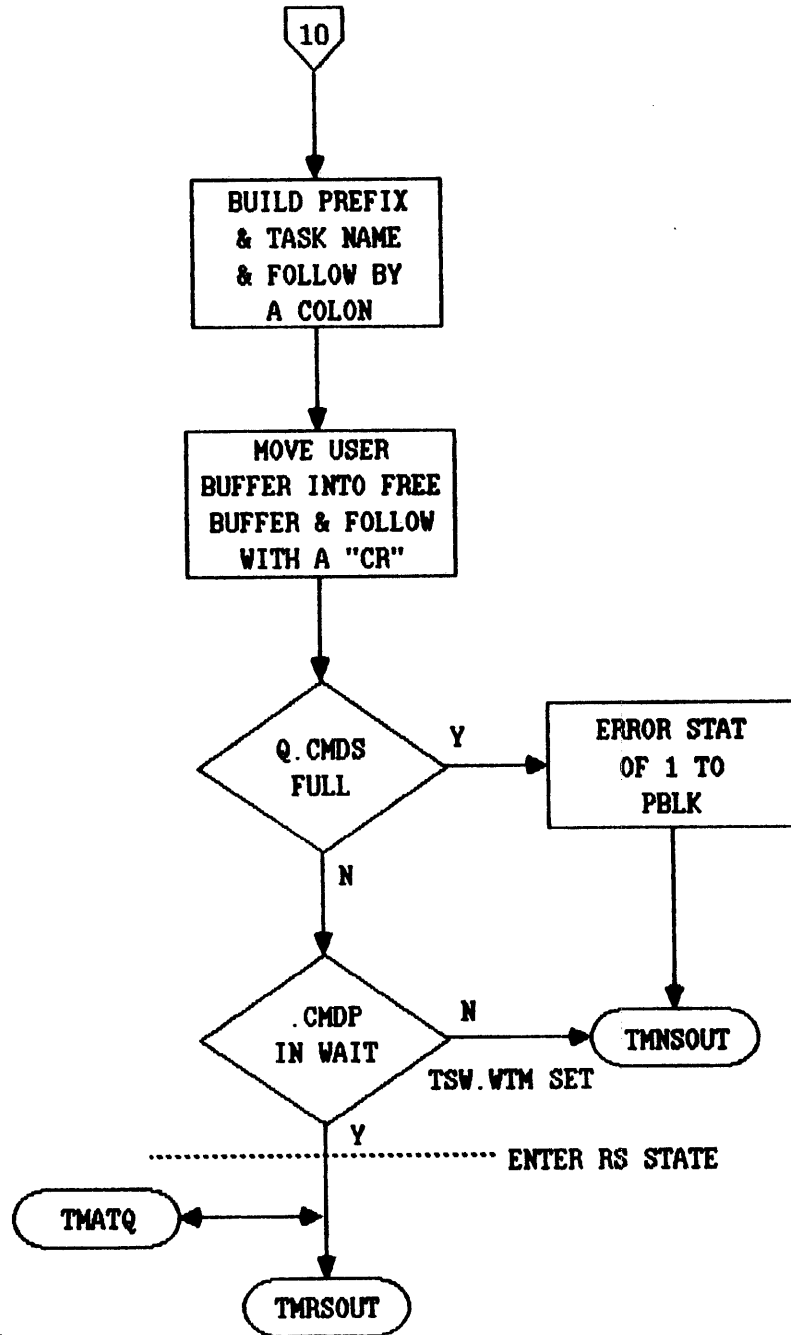 10
BUILD PREFIX
& TASK NAME
& FOLLOW BY
A COLON
MOVE USER
BUFFER INTO FREE
BUFFER & FOLLOW
WITH A "CR"
Q.CMDS
FULL
Y
ERROR STAT
OF 1 TO
PBLK
N
.CMDP
IN WAIT
N
TSW.WTM SET
TMNSOUT
Y
ENTER RS STATE
TMATQ
TMRSOUT